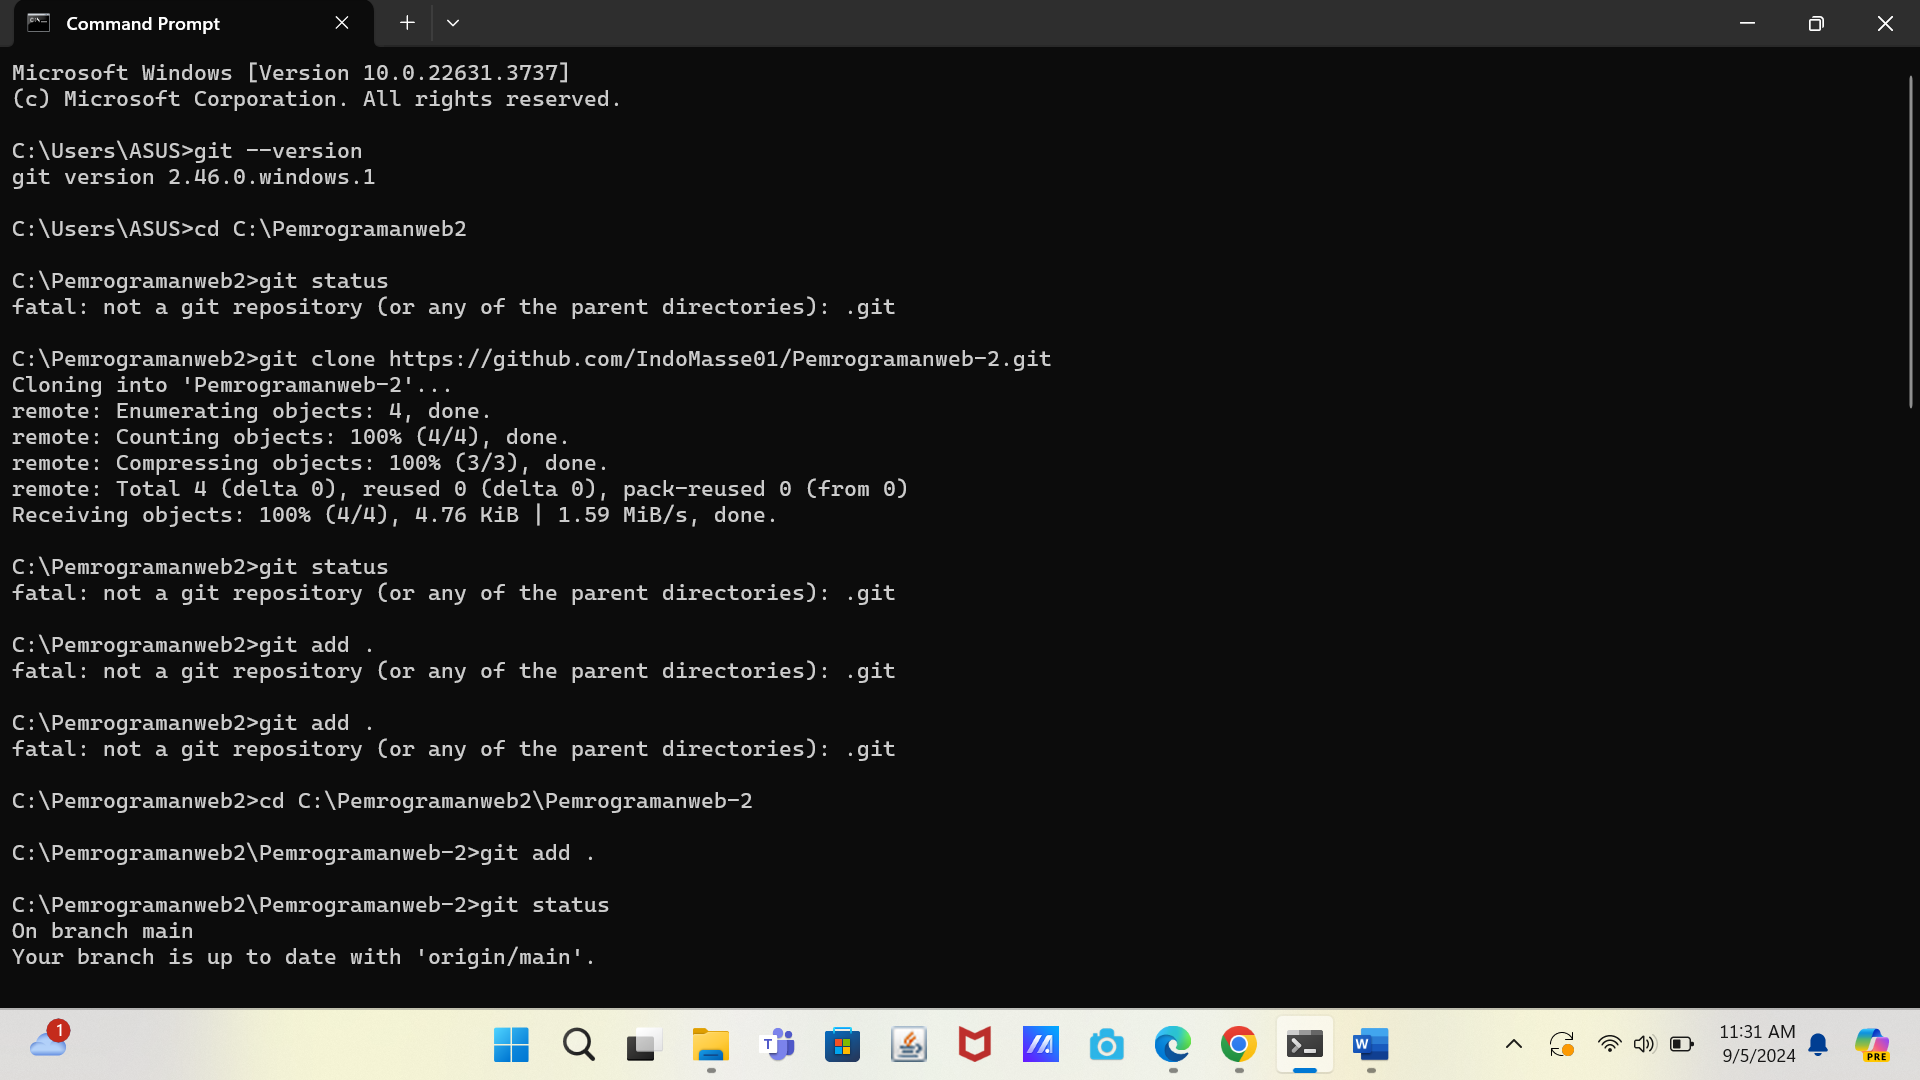 Command Prompt
Microsoft Windows [Version 10.0.22631.3737]
(c) Microsoft Corporation. All rights reserved.
C:\Users\ASUS>git --version
git version 2.46.0.windows.1
C:\Users\ASUS>cd C:\Pemrogramanweb2
C:\Pemrogramanweb2>git status
fatal: not a git repository (or any of the parent directories): .git
C:\Pemrogramanweb2>git clone https://github.com/IndoMasse01/Pemrogramanweb-2.git
Cloning into 'Pemrogramanweb-2'...
remote: Enumerating objects: 4, done.
remote: Counting objects: 100% (4/4), done.
remote: Compressing objects: 100% (3/3), done.
remote: Total 4 (delta 0), reused 0 (delta 0), pack-reused 0 (from 0)
Receiving objects: 100% (4/4), 4.76 KiB | 1.59 MiB/s, done.
C:\Pemrogramanweb2>git status
fatal: not a git repository (or any of the parent directories): .git
C:\Pemrogramanweb2>git add .
fatal: not a git repository (or any of the parent directories): .git
C:\Pemrogramanweb2>git add .
fatal: not a git repository (or any of the parent directories): .git
C:\Pemrogramanweb2>cd C:\Pemrogramanweb2\Pemrogramanweb-2
C:\Pemrogramanweb2\Pemrogramanweb-2>git add .
C:\Pemrogramanweb2\Pemrogramanweb-2>git status
On branch main
Your branch is up to date with 'origin/main'.
1
T
W
11:31 AM
9/5/2024
PRE